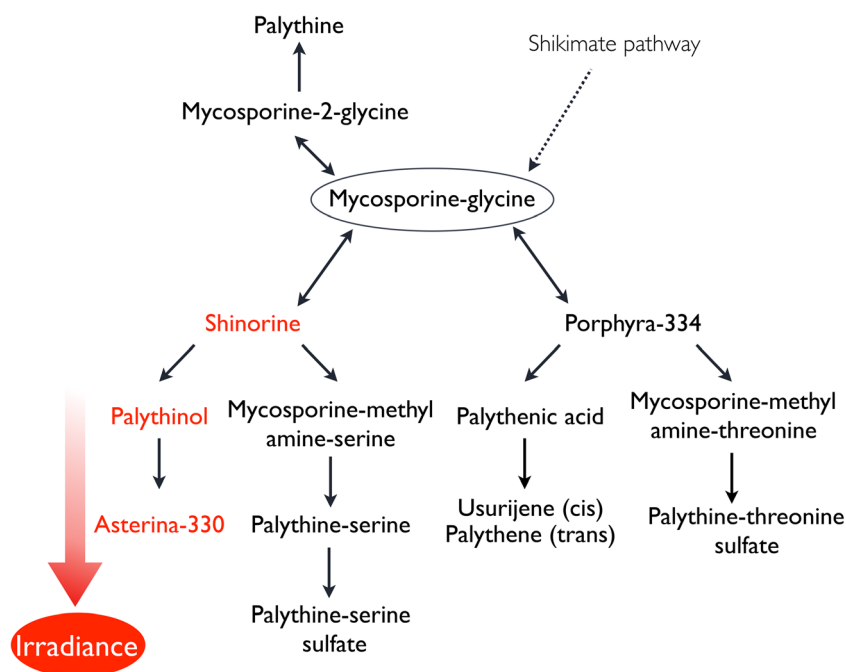 Palythine
Shikimate pathway
Mycosporine-2-glycine
Mycosporine-glycine
Shinorine
Porphyra-334
Palythinol
Mycosporine-methyl
amine-serine
Palythenic acid
Mycosporine-methyl
amine-threonine
Asterina-330
Palythine-serine
Usurijene (cis)
Palythene (trans)
Palythine-threonine
sulfate
Palythine-serine
sulfate
Irradiance